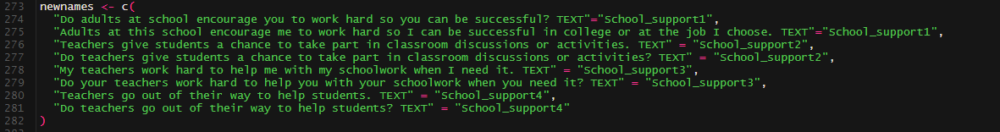 273 newnames <- c(
274 "Do adults at school encourage you to work hard so you can be successful? TEXT"="School_support1",
275 "Adults at this school encourage me to work hard so I can be successful in college or at the job I choose. TEXT"="School_support1",
276 "Teachers give students a chance to take part in classroom discussions or activities. TEXT" = "School_support2",
277 "Do teachers give students a chance to take part in classroom discussions or activities? TEXT" = "School_support2",
278 "My teachers work hard to help me with my schoolwork when I need it. TEXT" = "School_support3",
279 "Do your teachers work hard to help you with your schoolwork when you need it? TEXT" = "School_support3",
280 "Teachers go out of their way to help students. TEXT" = "School_support4",
281 "Do teachers go out of their way to help students? TEXT" = "School_support4"
282 )